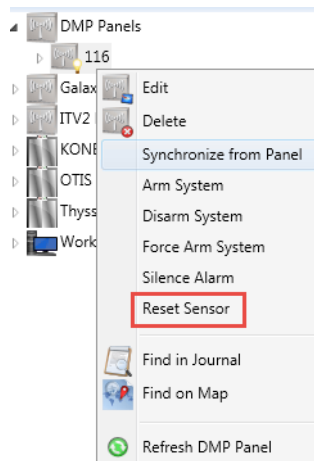 DMP Panels
116
Galax
ITV2
KONE
OTIS
Thyss
Work
Edit
Delete
Synchronize from Panel
Arm System
Disarm System
Force Arm System
Silence Alarm
Reset Sensor
Find in Journal
Find on Map
Refresh DMP Panel